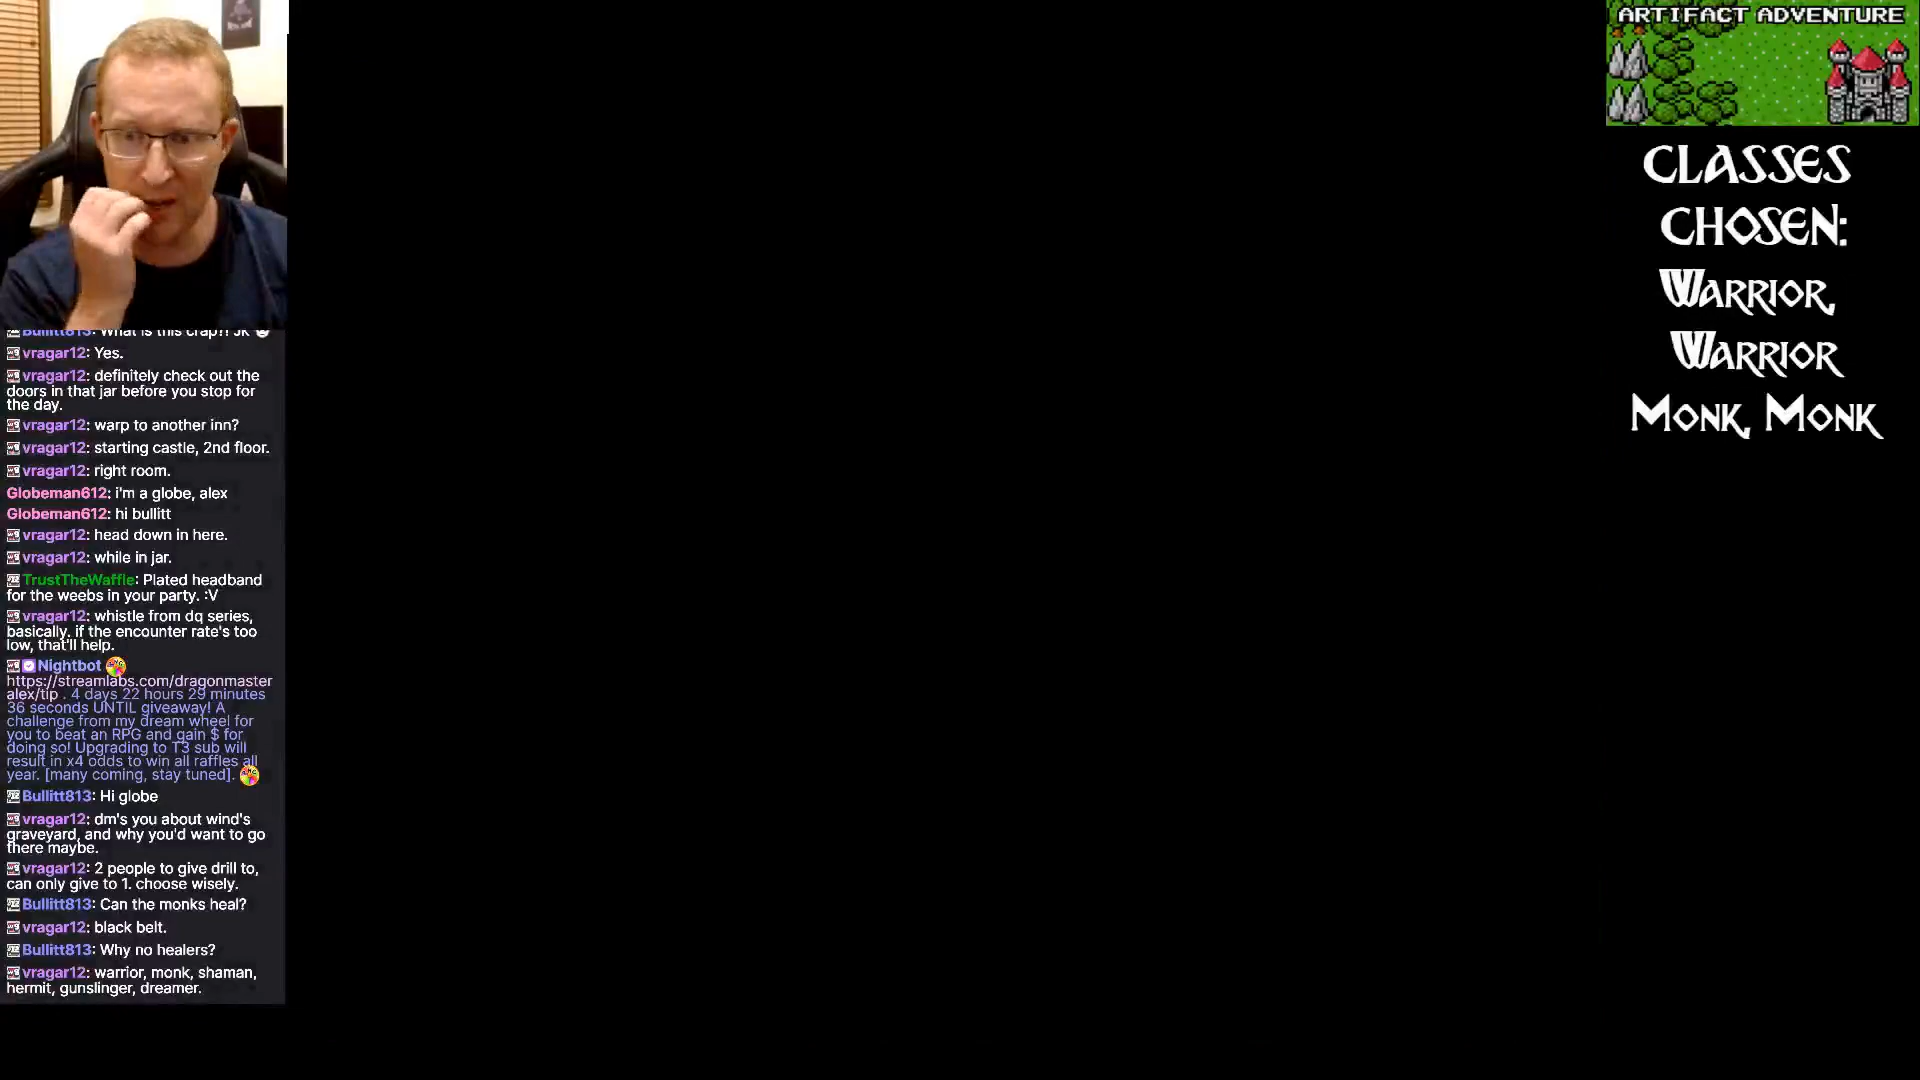 ARTIFACT ADVENTURE
CLASSES
CHOSEN:
WARRIOR,
WARRIOR
MONK, MONK
Bullitt813: What is this crap?! JK
vragar12: Yes.
vragar12: definitely check out the
doors in that jar before you stop for
the day.
vragar12: warp to another inn?
vragar12: starting castle, 2nd floor.
vragar12: right room.
Globeman612: i'm a globe, alex
Globeman612: hi bullitt
vragar12: head down in here.
vragar12: while in jar.
TrustTheWaffle: Plated headband
for the weebs in your party. :V
vragar12: whistle from dq series,
basically. if the encounter rate's too
low, that'll help.
Nightbot
https://streamlabs.com/dragonmaster
alex/tip . 4 days 22 hours 29 minutes
36 seconds UNTIL giveaway! A
challenge from my dream wheel for
you to beat an RPG and gain $ for
doing so! Upgrading to T3 sub will
result in x4 odds to win all raffles all
year. [many coming, stay tuned].
Bullitt813: Hi globe
vragar12: dm's you about wind's
graveyard, and why you'd want to go
there maybe.
vragar12: 2 people to give drill to,
can only give to 1. choose wisely.
Bullitt813: Can the monks heal?
vragar12: black belt.
Bullitt813: Why no healers?
vragar12: warrior, monk, shaman,
hermit, gunslinger, dreamer.